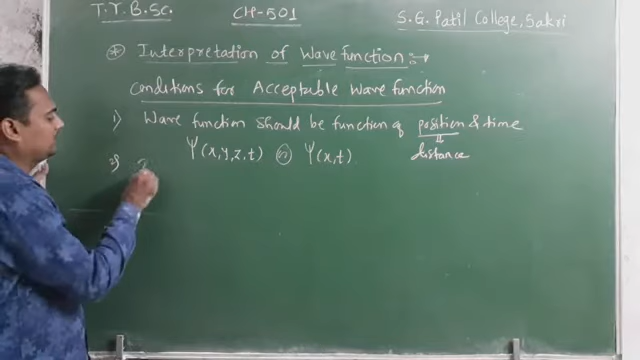 T.Y.B.Sc. CH-501 S.G. Patil College, Sakri
* Interpretation of Wave function :→
Conditions for Acceptable Wave function
1) Wave function should be function of position & time
distance
ψ(x,y,z,t) or ψ(x,t)
2)